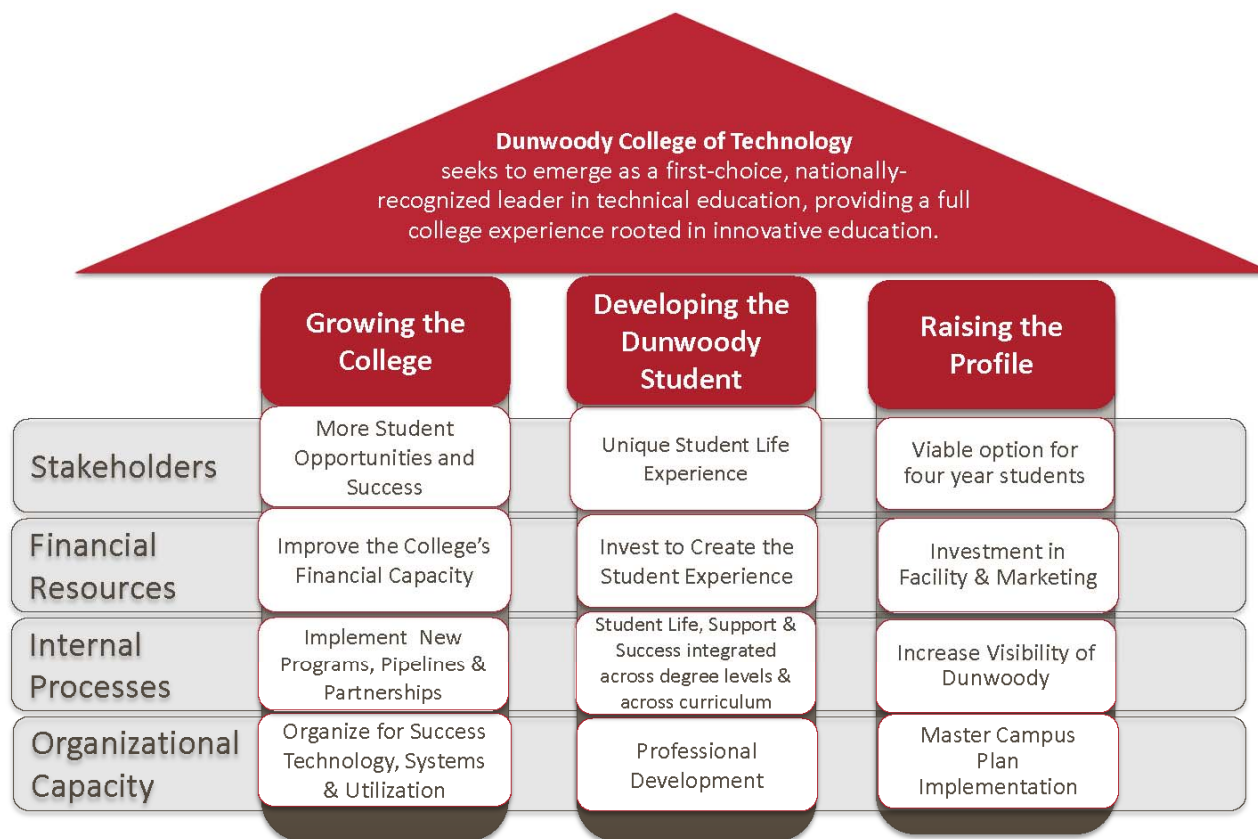 Dunwoody College of Technology
seeks to emerge as a first-choice, nationally-
recognized leader in technical education, providing a full
college experience rooted in innovative education.
Growing the
College
Developing the
Dunwoody
Student
Raising the
Profile
Stakeholders
More Student
Opportunities and
Success
Unique Student Life
Experience
Viable option for
four year students
Financial
Resources
Improve the College’s
Financial Capacity
Invest to Create the
Student Experience
Investment in
Facility & Marketing
Internal
Processes
Implement New
Programs, Pipelines &
Partnerships
Student Life, Support &
Success integrated
across degree levels &
across curriculum
Increase Visibility of
Dunwoody
Organizational
Capacity
Organize for Success
Technology, Systems
& Utilization
Professional
Development
Master Campus
Plan
Implementation